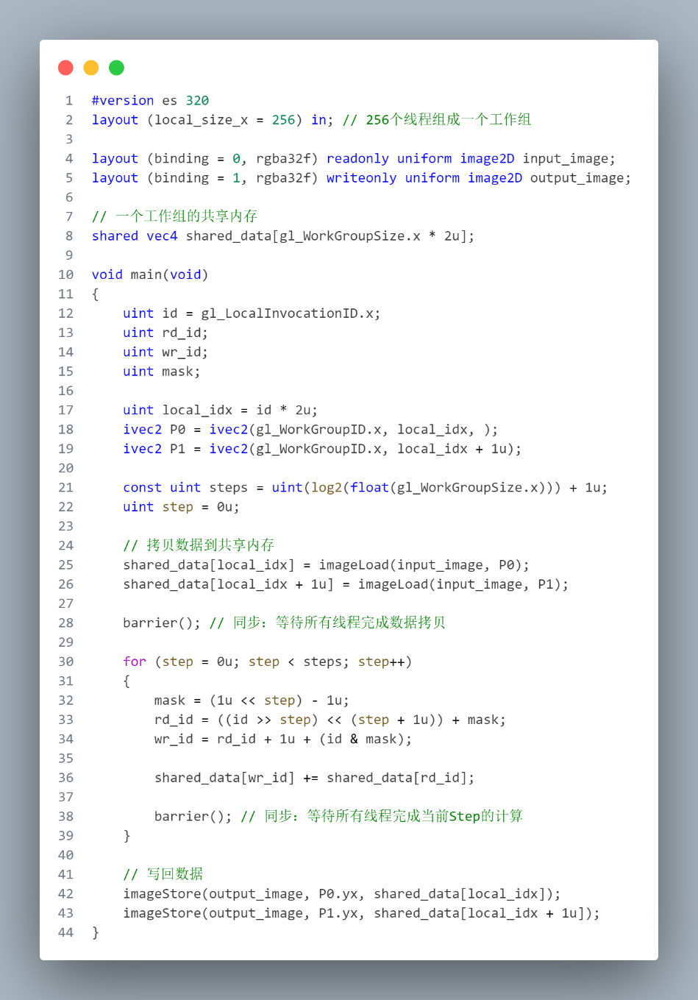 1 #version es 320
2 layout (local_size_x = 256) in; // 256个线程组成一个工作组
3
4 layout (binding = 0, rgba32f) readonly uniform image2D input_image;
5 layout (binding = 1, rgba32f) writeonly uniform image2D output_image;
6
7 // 一个工作组的共享内存
8 shared vec4 shared_data[gl_WorkGroupSize.x * 2u];
9
10 void main(void)
11 {
12     uint id = gl_LocalInvocationID.x;
13     uint rd_id;
14     uint wr_id;
15     uint mask;
16
17     uint local_idx = id * 2u;
18     ivec2 P0 = ivec2(gl_WorkGroupID.x, local_idx, );
19     ivec2 P1 = ivec2(gl_WorkGroupID.x, local_idx + 1u);
20
21     const uint steps = uint(log2(float(gl_WorkGroupSize.x))) + 1u;
22     uint step = 0u;
23
24     // 拷贝数据到共享内存
25     shared_data[local_idx] = imageLoad(input_image, P0);
26     shared_data[local_idx + 1u] = imageLoad(input_image, P1);
27
28     barrier(); // 同步：等待所有线程完成数据拷贝
29
30     for (step = 0u; step < steps; step++)
31     {
32         mask = (1u << step) - 1u;
33         rd_id = ((id >> step) << (step + 1u)) + mask;
34         wr_id = rd_id + 1u + (id & mask);
35
36         shared_data[wr_id] += shared_data[rd_id];
37
38         barrier(); // 同步：等待所有线程完成当前Step的计算
39     }
40
41     // 写回数据
42     imageStore(output_image, P0.yx, shared_data[local_idx]);
43     imageStore(output_image, P1.yx, shared_data[local_idx + 1u]);
44 }